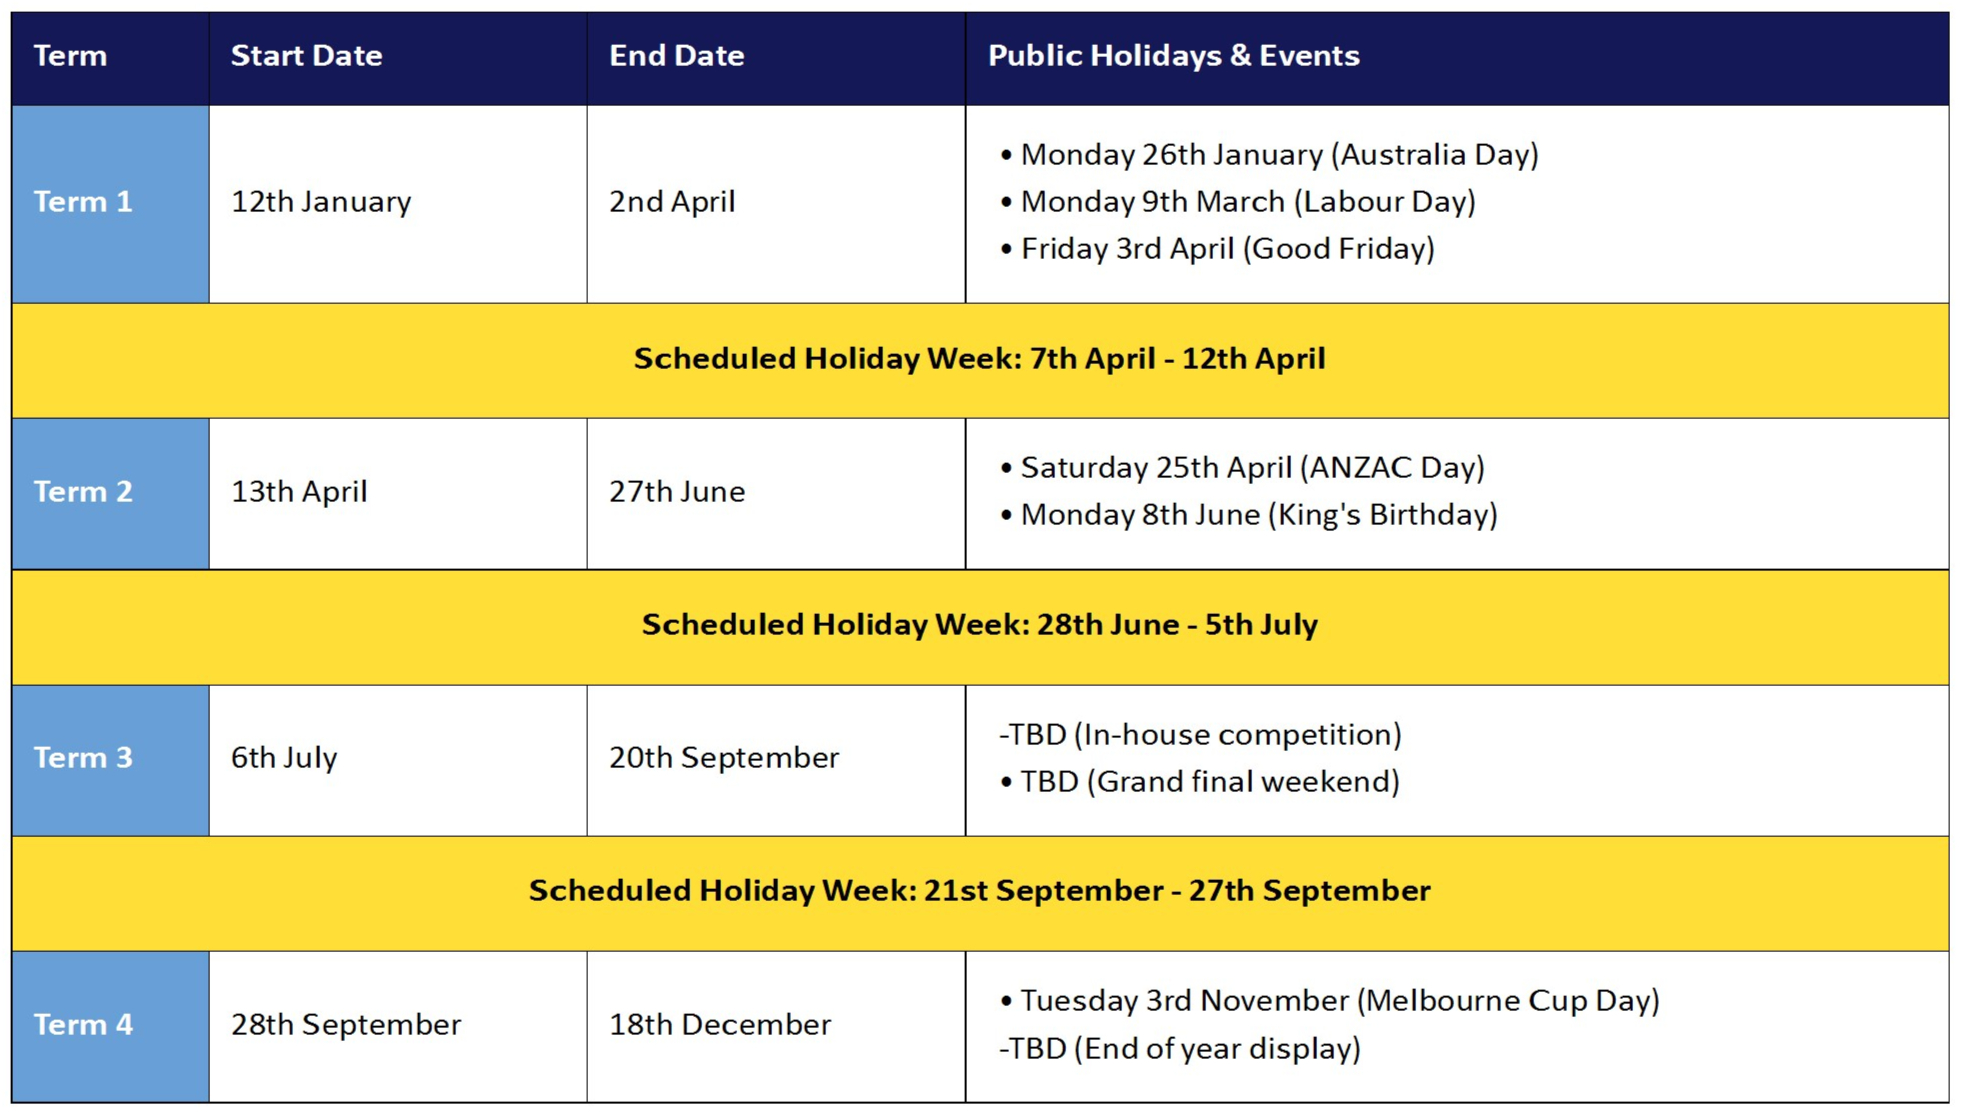 Term Start Date End Date Public Holidays & Events
Term 1 12th January 2nd April
• Monday 26th January (Australia Day)
• Monday 9th March (Labour Day)
• Friday 3rd April (Good Friday)
Scheduled Holiday Week: 7th April - 12th April
Term 2 13th April 27th June
• Saturday 25th April (ANZAC Day)
• Monday 8th June (King's Birthday)
Scheduled Holiday Week: 28th June - 5th July
Term 3 6th July 20th September
-TBD (In-house competition)
• TBD (Grand final weekend)
Scheduled Holiday Week: 21st September - 27th September
Term 4 28th September 18th December
• Tuesday 3rd November (Melbourne Cup Day)
-TBD (End of year display)